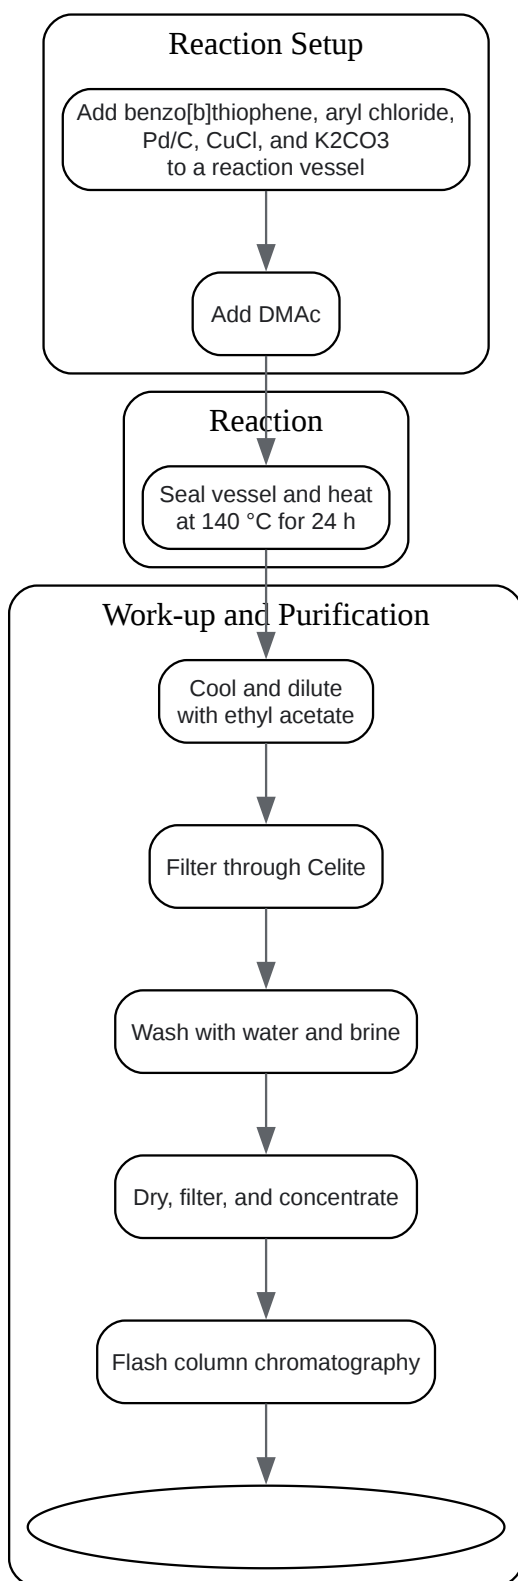 Reaction Setup
Add benzo[b]thiophene, aryl chloride,
Pd/C, CuCl, and K2CO3
to a reaction vessel
Add DMAc
Reaction
Seal vessel and heat
at 140 °C for 24 h
Work-up and Purification
Cool and dilute
with ethyl acetate
Filter through Celite
Wash with water and brine
Dry, filter, and concentrate
Flash column chromatography